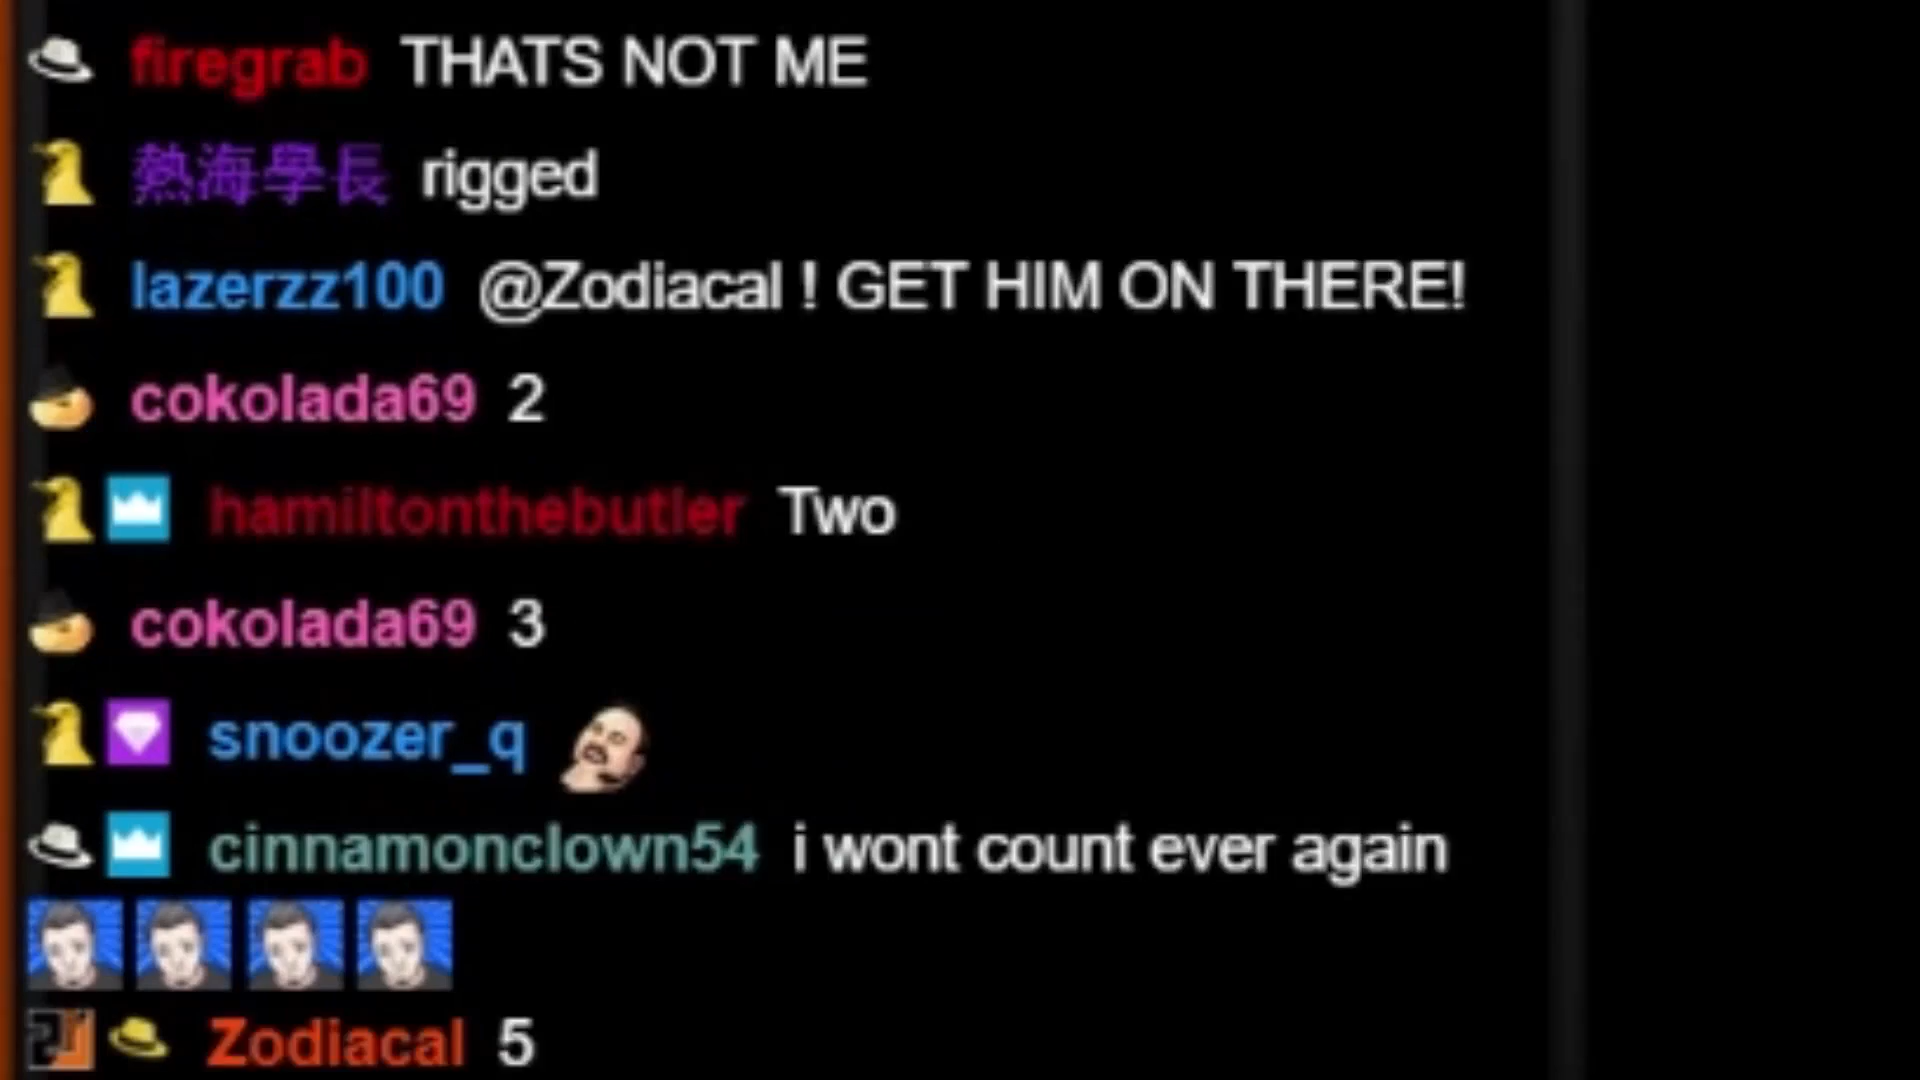 firegrab THATS NOT ME
熱海學長 rigged
lazerzz100 @Zodiacal ! GET HIM ON THERE!
cokolada69 2
hamiltonthebutler Two
cokolada69 3
snoozer_q
cinnamonclown54 i wont count ever again
Zodiacal 5